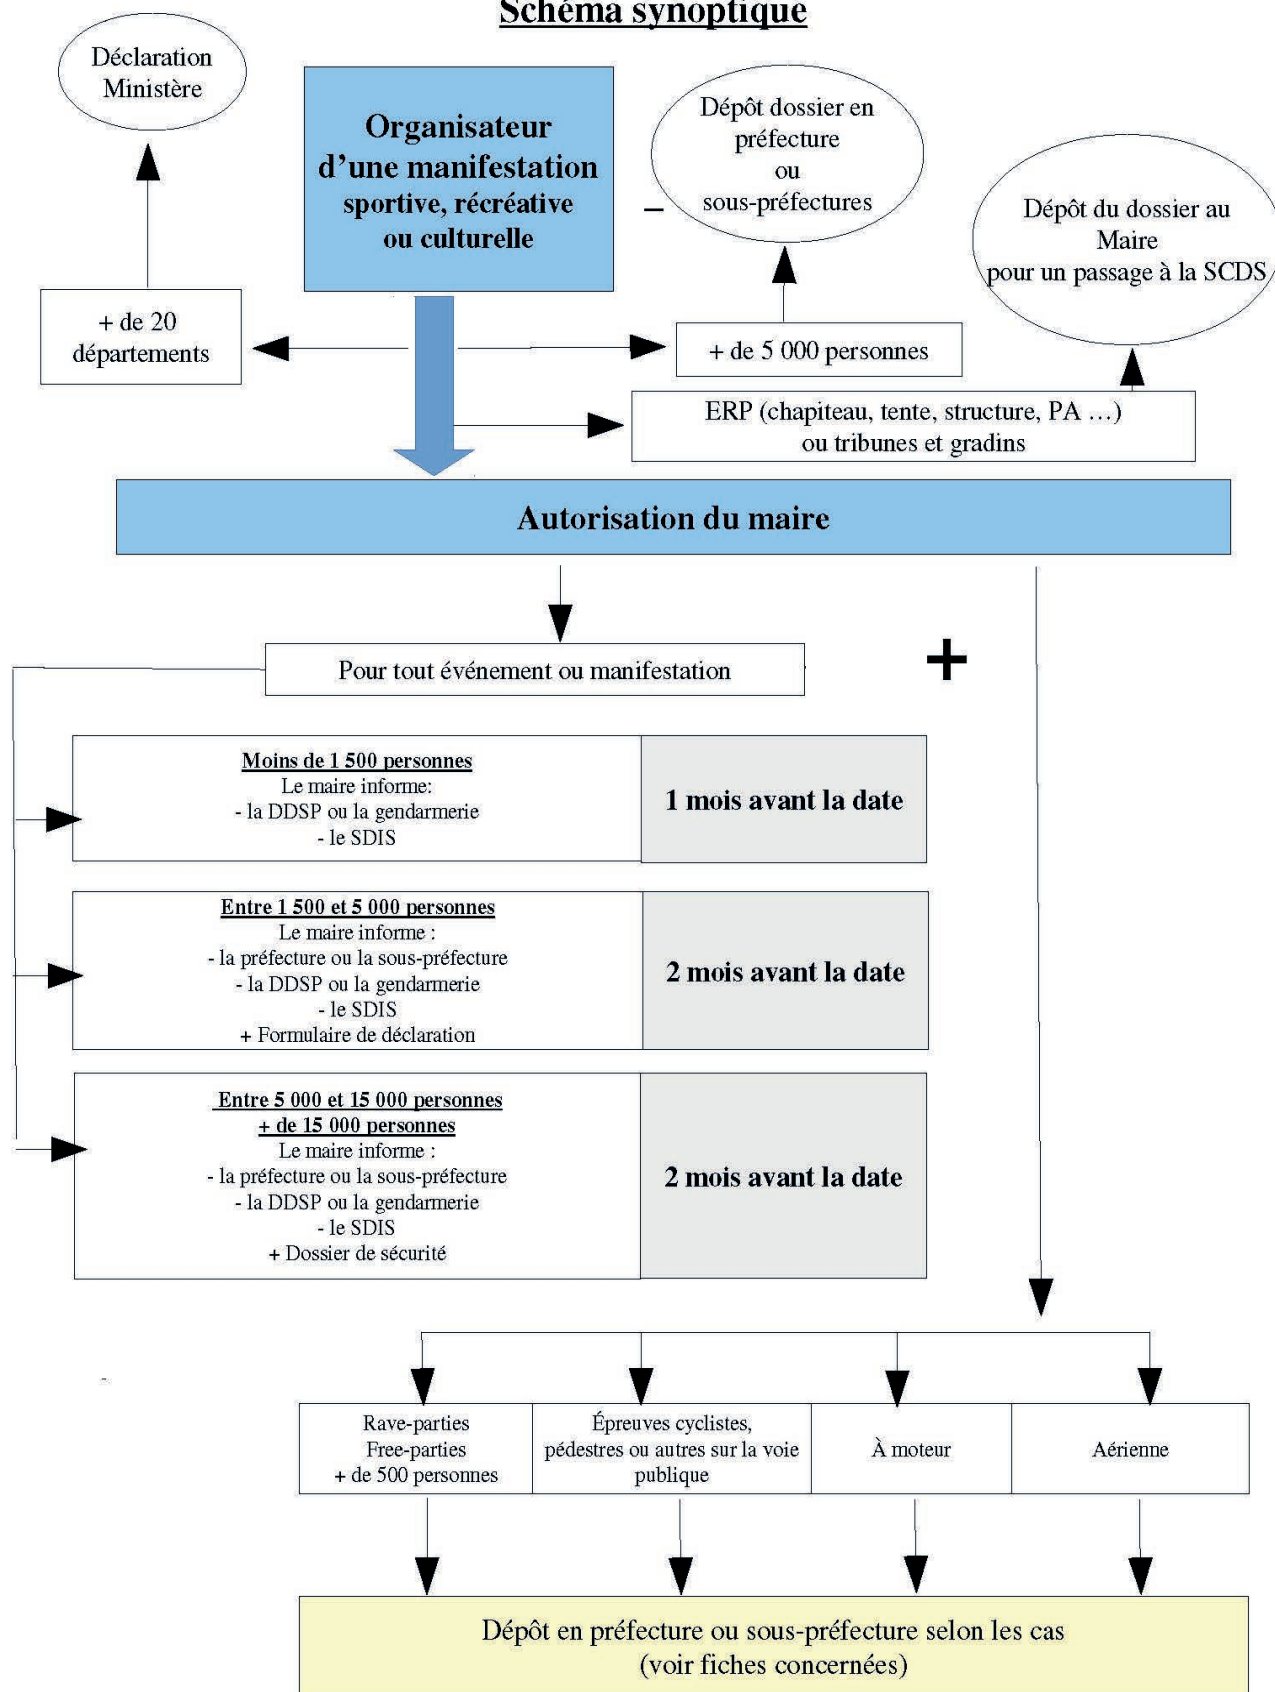 Schéma synoptique
Déclaration
Ministère
Organisateur
d’une manifestation
sportive, récréative
ou culturelle
Dépôt dossier en
préfecture
ou
sous-préfectures
Dépôt du dossier au
Maire
pour un passage à la SCDS
+ de 20
départements
+ de 5 000 personnes
ERP (chapiteau, tente, structure, PA ...)
ou tribunes et gradins
Autorisation du maire
Pour tout événement ou manifestation
+
Moins de 1 500 personnes
Le maire informe:
- la DDSP ou la gendarmerie
- le SDIS
1 mois avant la date
Entre 1 500 et 5 000 personnes
Le maire informe :
- la préfecture ou la sous-préfecture
- la DDSP ou la gendarmerie
- le SDIS
+ Formulaire de déclaration
2 mois avant la date
Entre 5 000 et 15 000 personnes
+ de 15 000 personnes
Le maire informe :
- la préfecture ou la sous-préfecture
- la DDSP ou la gendarmerie
- le SDIS
+ Dossier de sécurité
2 mois avant la date
Rave-parties
Free-parties
+ de 500 personnes
Épreuves cyclistes,
pédestres ou autres sur la voie
publique
À moteur
Aérienne
Dépôt en préfecture ou sous-préfecture selon les cas
(voir fiches concernées)